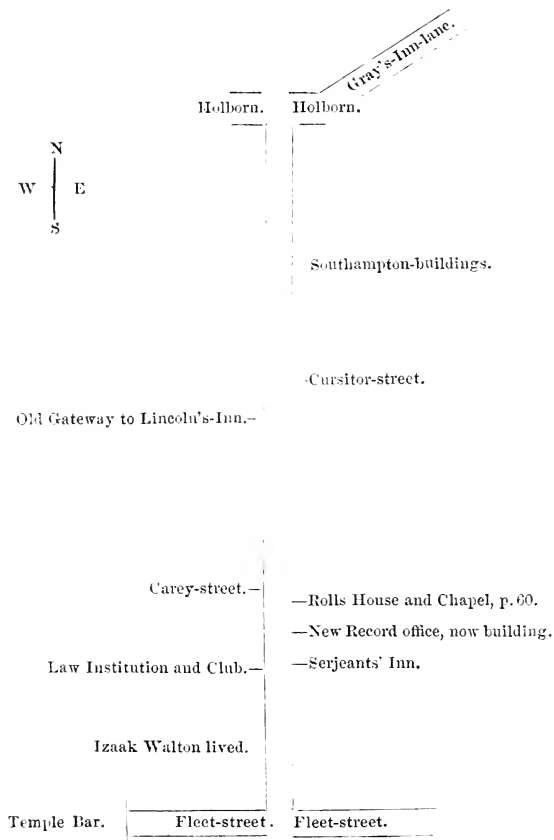 Gray's-Inn-lane.
Holborn. Holborn.
N
W E
S
Southampton-buildings.
Cursitor-street.
Old Gateway to Lincoln's-Inn.–
Carey-street.–
—Rolls House and Chapel, p. 60.
—New Record office, now building.
Law Institution and Club.– —Serjeants' Inn.
Izaak Walton lived.
Temple Bar. Fleet-street. Fleet-street.